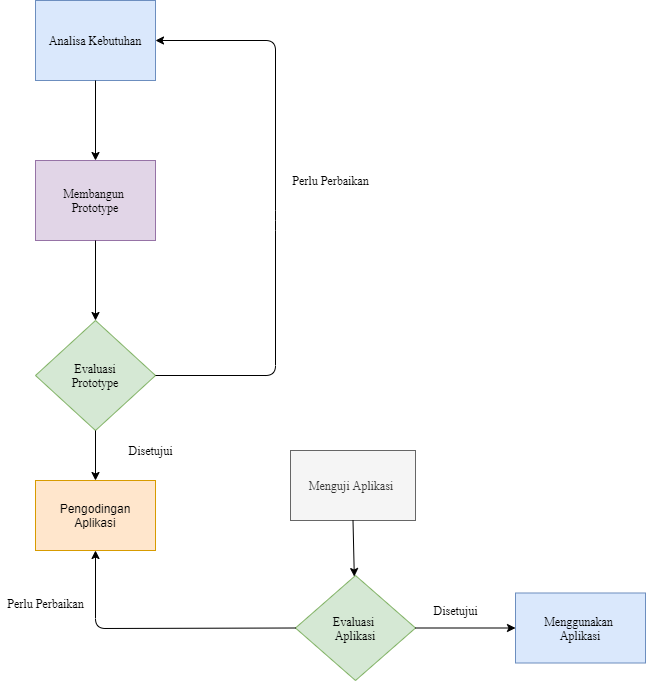 Analisa Kebutuhan
Perlu Perbaikan
Membangun
Prototype
Evaluasi
Prototype
Disetujui
Pengodingan
Aplikasi
Menguji Aplikasi
Perlu Perbaikan
Evaluasi
Aplikasi
Disetujui
Menggunakan
Aplikasi